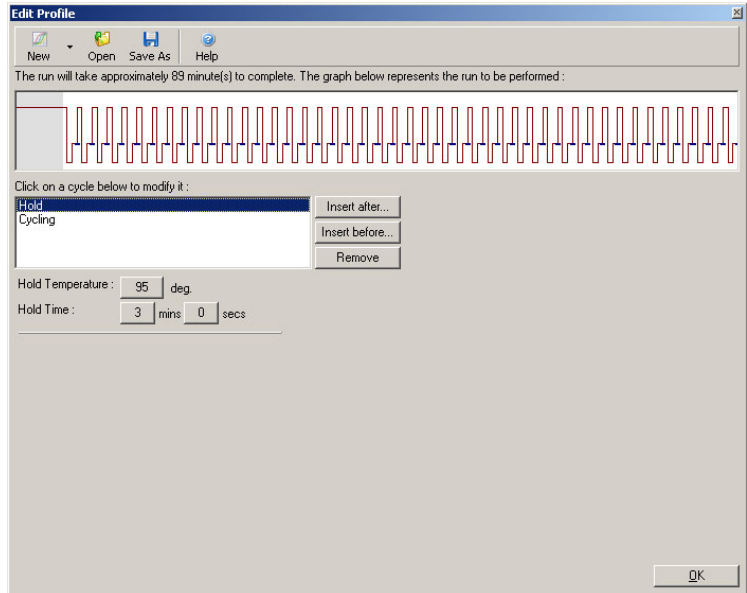 Edit Profile
New Open Save As Help
The run will take approximately 89 minute(s) to complete. The graph below represents the run to be performed :
Click on a cycle below to modify it :
Hold
Cycling
Insert after...
Insert before...
Remove
Hold Temperature : 95 deg.
Hold Time : 3 mins 0 secs
OK